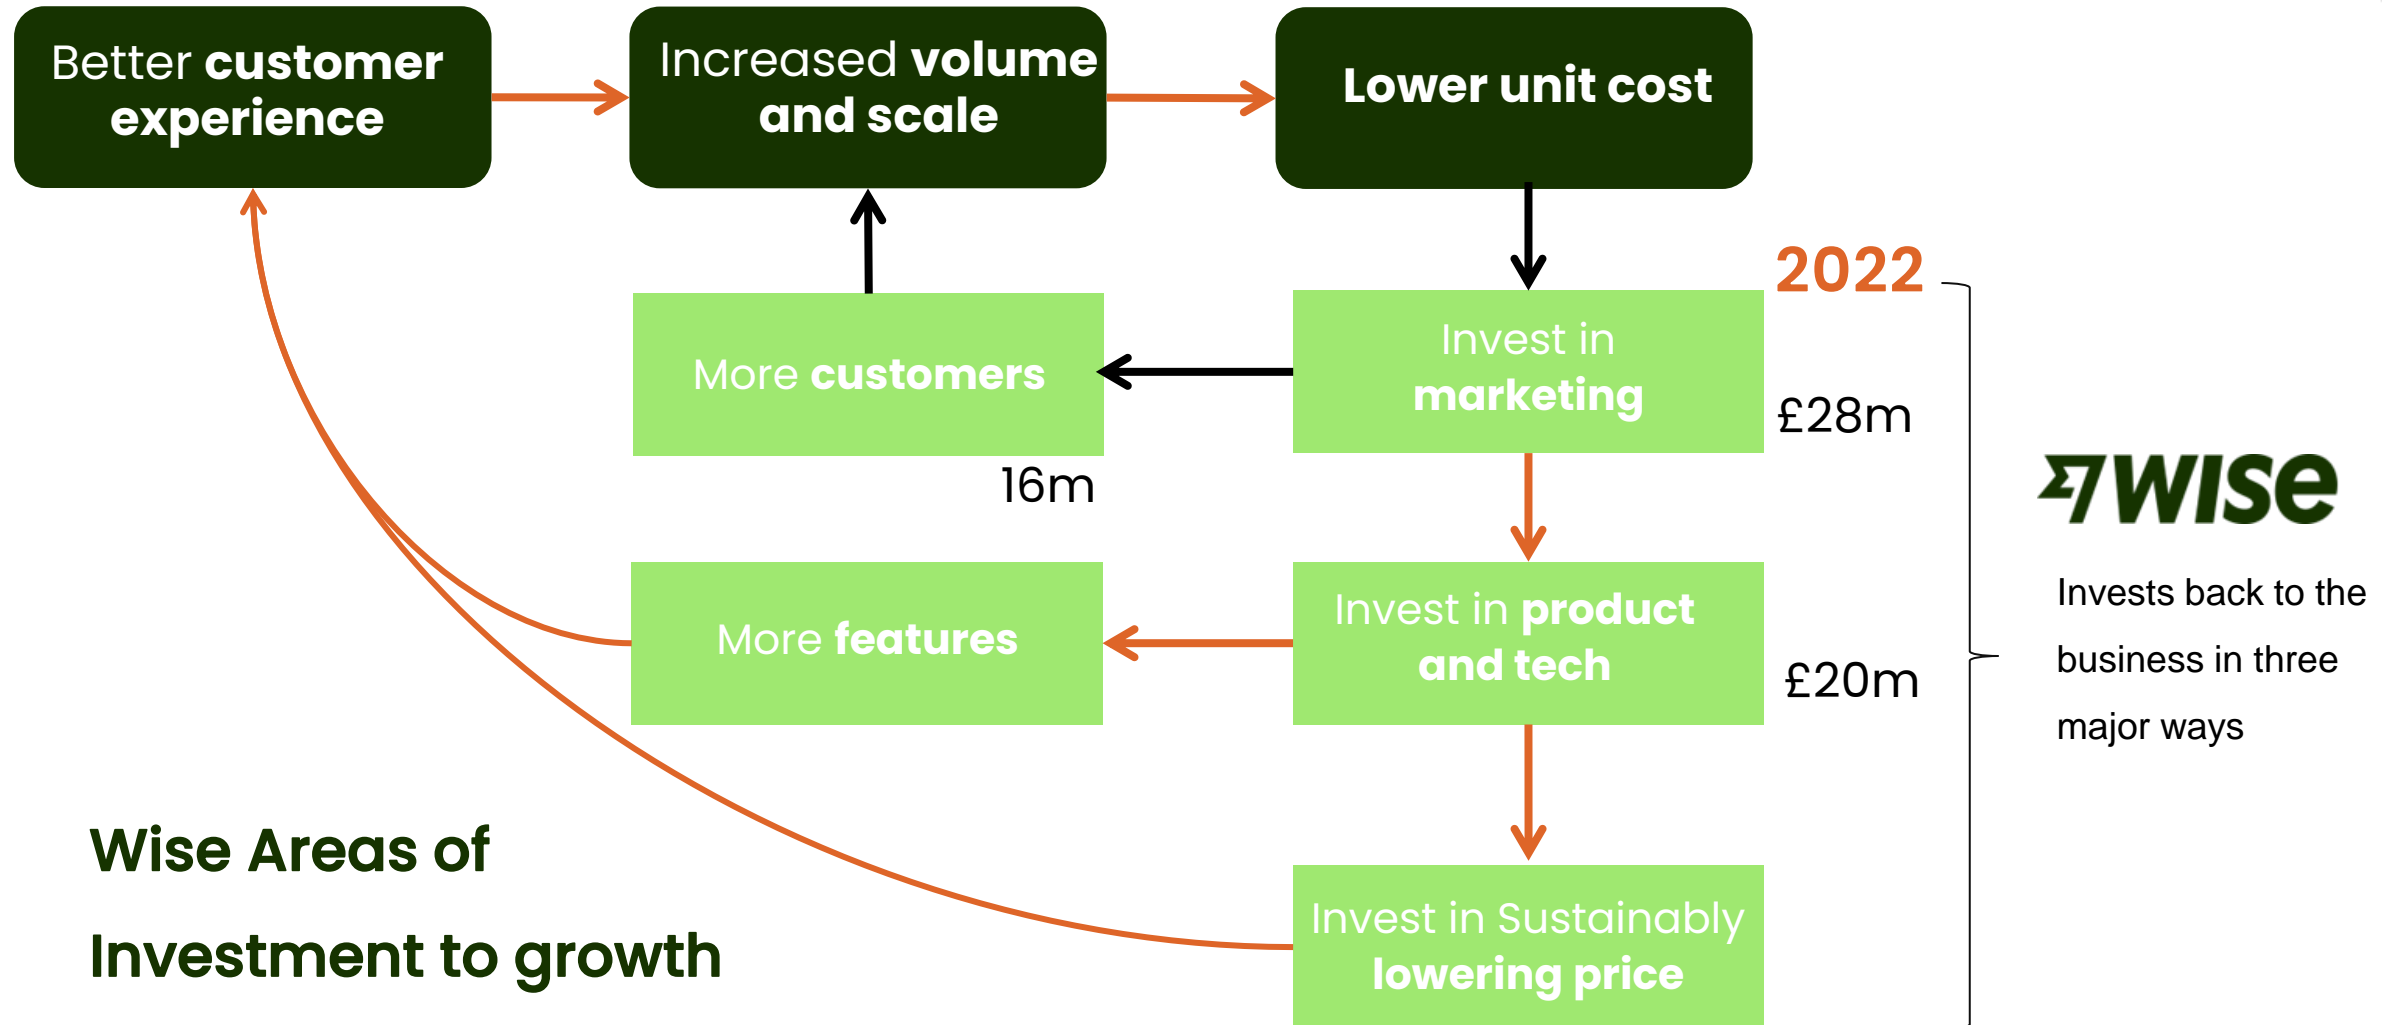 Better customer
experience
Increased volume
and scale
Lower unit cost
2022
More customers
16m
Invest in
marketing
£28m
More features
Invest in product
and tech
£20m
Invest in Sustainably
lowering price
WISE
Invests back to the
business in three
major ways
Wise Areas of
Investment to growth